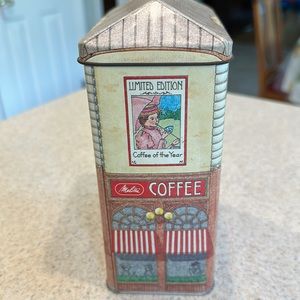 LIMITED EDITION
Coffee of the Year
Melitta COFFEE